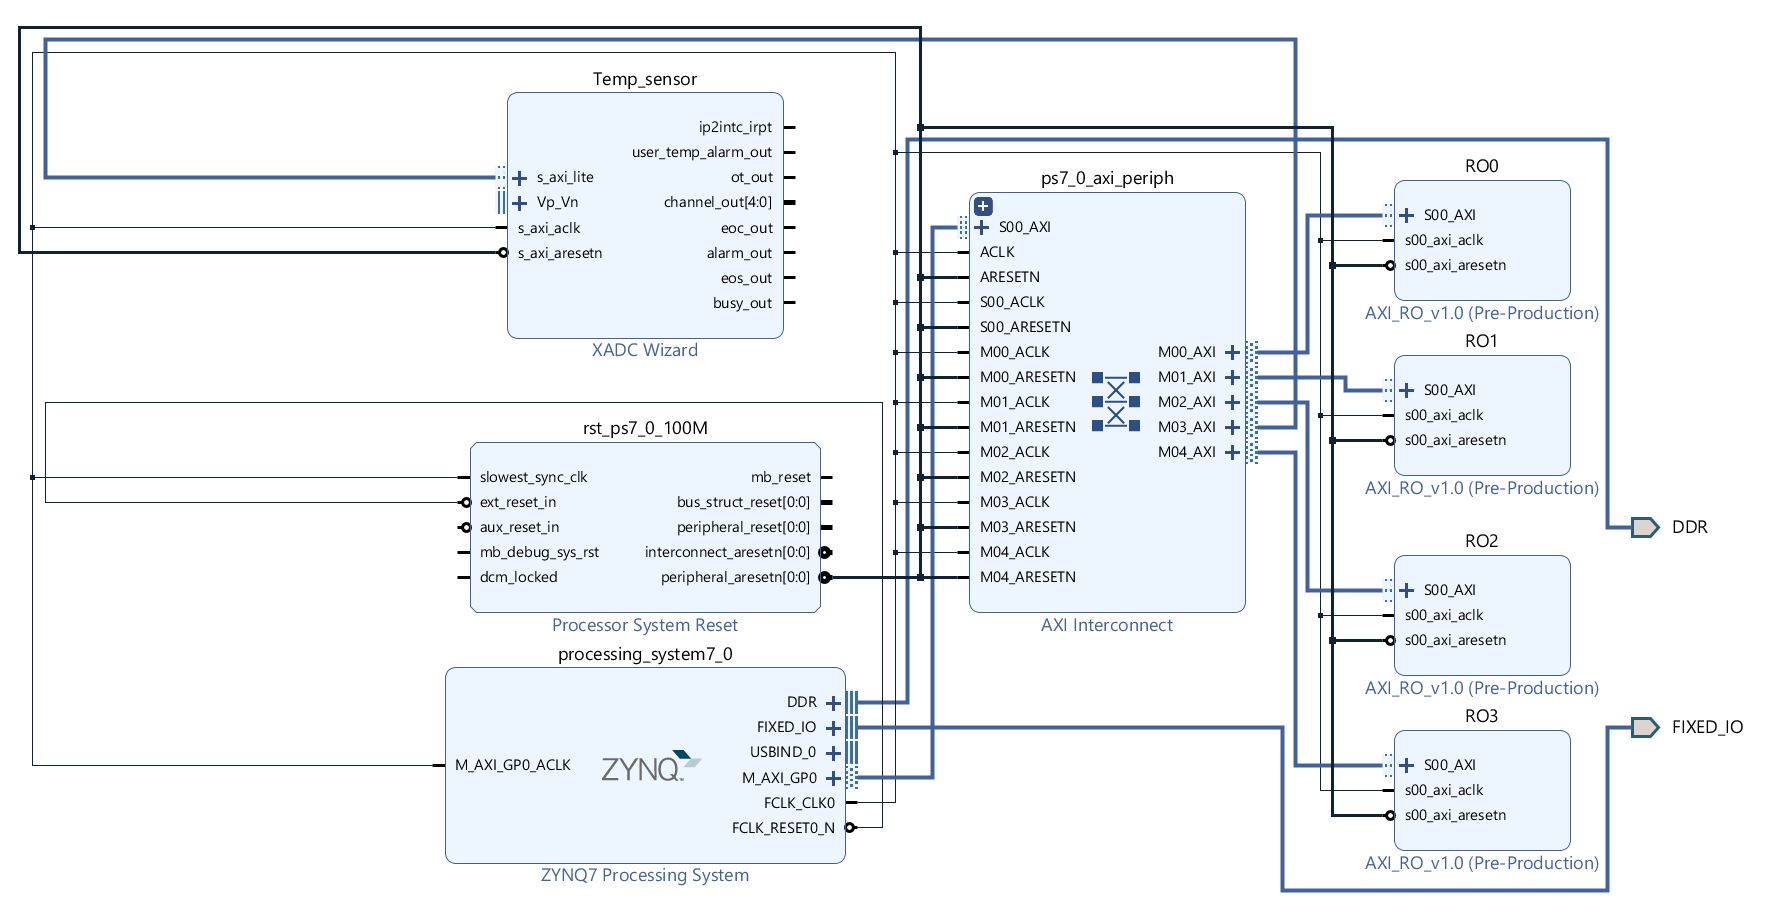 Temp_sensor
ip2intc_irpt
user_temp_alarm_out
s_axi_lite
ot_out
Vp_Vn
channel_out[4:0]
s_axi_aclk
eoc_out
s_axi_aresetn
alarm_out
eos_out
busy_out
XADC Wizard
rst_ps7_0_100M
slowest_sync_clk
mb_reset
ext_reset_in
bus_struct_reset[0:0]
aux_reset_in
peripheral_reset[0:0]
mb_debug_sys_rst
interconnect_aresetn[0:0]
dcm_locked
peripheral_aresetn[0:0]
Processor System Reset
processing_system7_0
DDR
FIXED_IO
USBIND_0
M_AXI_GP0_ACLK
ZYNQ
M_AXI_GP0
FCLK_CLK0
FCLK_RESET0_N
ZYNQ7 Processing System
ps7_0_axi_periph
S00_AXI
ACLK
ARESETN
S00_ACLK
S00_ARESETN
M00_ACLK
M00_AXI
M00_ARESETN
M01_AXI
M01_ACLK
M02_AXI
M01_ARESETN
M03_AXI
M02_ACLK
M04_AXI
M02_ARESETN
M03_ACLK
M03_ARESETN
M04_ACLK
M04_ARESETN
AXI Interconnect
RO0
S00_AXI
s00_axi_aclk
s00_axi_aresetn
AXI_RO_v1.0 (Pre-Production)
RO1
S00_AXI
s00_axi_aclk
s00_axi_aresetn
AXI_RO_v1.0 (Pre-Production)
DDR
RO2
S00_AXI
s00_axi_aclk
s00_axi_aresetn
AXI_RO_v1.0 (Pre-Production)
RO3
FIXED_IO
S00_AXI
s00_axi_aclk
s00_axi_aresetn
AXI_RO_v1.0 (Pre-Production)